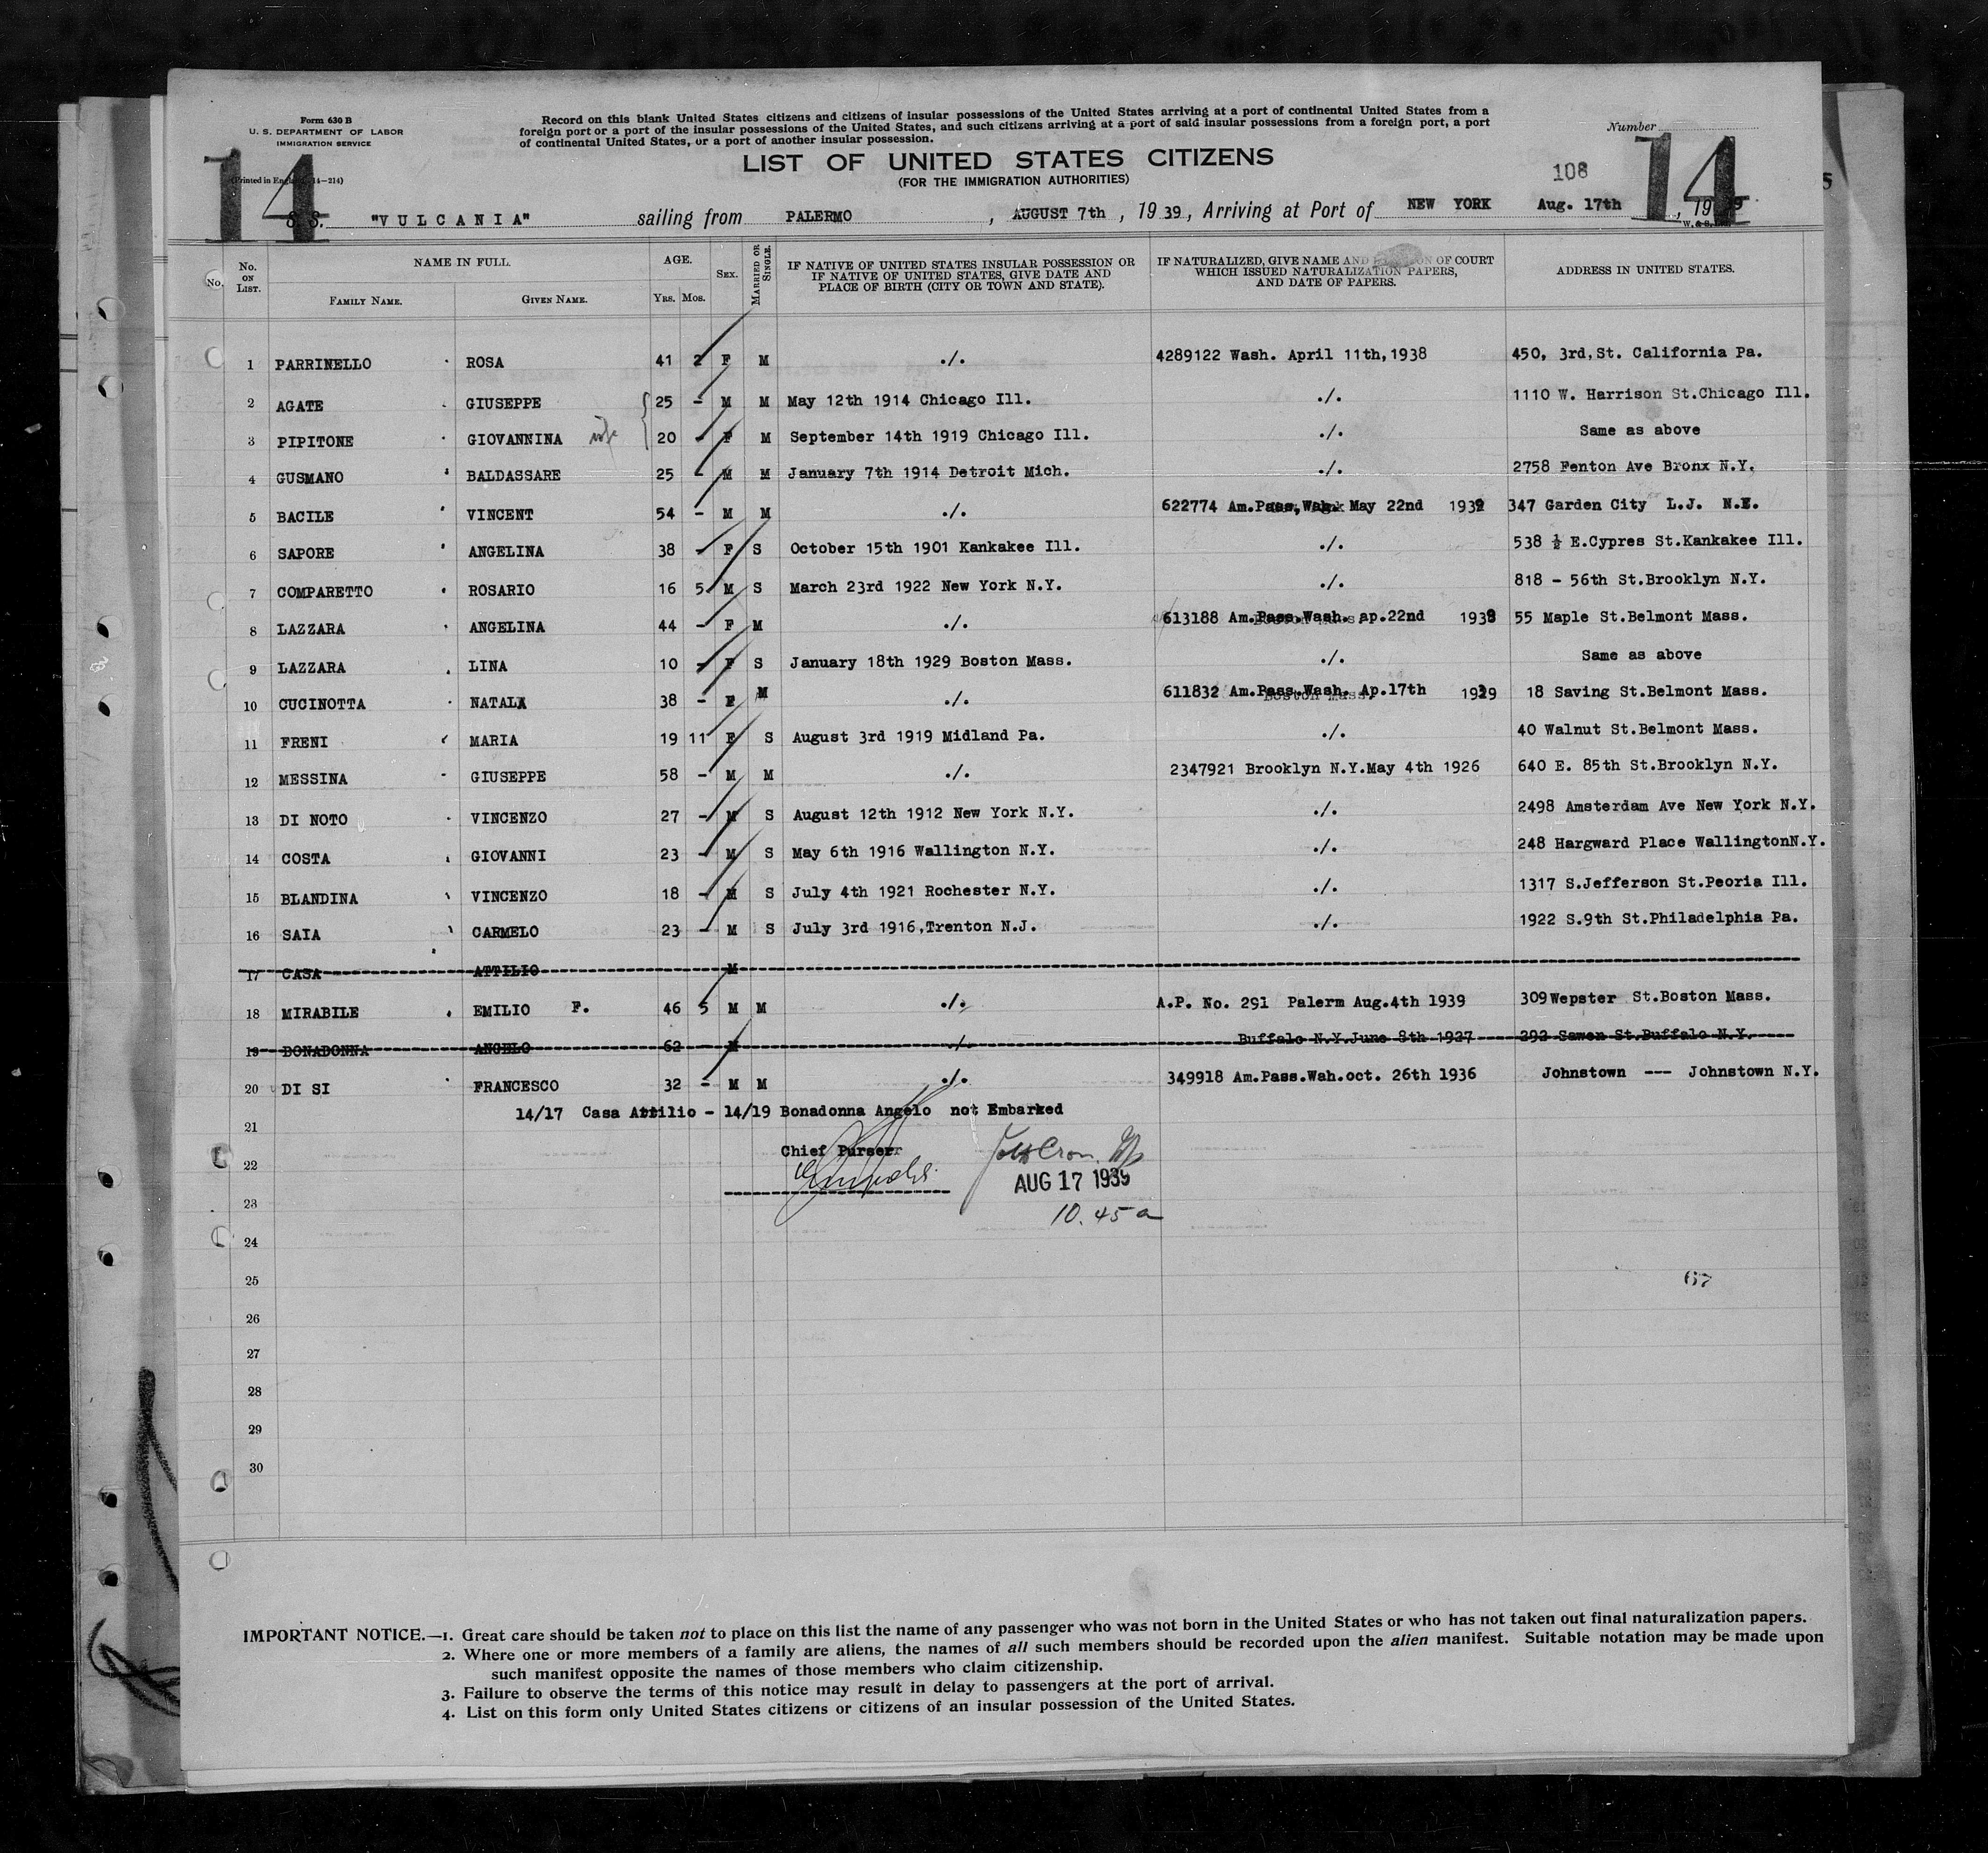 Form 630 B
U. S. DEPARTMENT OF LABOR
IMMIGRATION SERVICE
Record on this blank United States citizens and citizens of insular possessions of the United States arriving at a port of continental United States from a
foreign port or a port of the insular possessions of the United States, and such citizens arriving at a port of said insular possessions from a foreign port, a port
of continental United States, or a port of another insular possession.
Number
14
14
LIST OF UNITED STATES CITIZENS
(FOR THE IMMIGRATION AUTHORITIES)
108
S.S. "VULCANIA" sailing from PALERMO, AUGUST 7th, 1939, Arriving at Port of NEW YORK Aug. 17th, 1939
No.
No. ON LIST.
NAME IN FULL.
FAMILY NAME.
GIVEN NAME.
AGE.
YRS. MOS.
SEX.
MARRIED OR SINGLE.
IF NATIVE OF UNITED STATES INSULAR POSSESSION OR
IF NATIVE OF UNITED STATES, GIVE DATE AND
PLACE OF BIRTH (CITY OR TOWN AND STATE).
IF NATURALIZED, GIVE NAME AND OF COURT
WHICH ISSUED NATURALIZATION PAPERS,
AND DATE OF PAPERS.
ADDRESS IN UNITED STATES.
1 PARRINELLO ROSA 41 2 F M ./. 4289122 Wash. April 11th,1938 450, 3rd,St. California Pa.
2 AGATE GIUSEPPE 25 - M M May 12th 1914 Chicago Ill. ./. 1110 W. Harrison St.Chicago Ill.
3 PIPITONE GIOVANNINA wife 20 - F M September 14th 1919 Chicago Ill. ./. Same as above
4 GUSMANO BALDASSARE 25 - M M January 7th 1914 Detroit Mich. ./. 2758 Fenton Ave Bronx N.Y.
5 BACILE VINCENT 54 - M M ./. 622774 Am.Pass,Wah. May 22nd 1939 347 Garden City L.J. N.Y.
6 SAPORE ANGELINA 38 - F S October 15th 1901 Kankakee Ill. ./. 538 ½ E.Cypres St.Kankakee Ill.
7 COMPARETTO ROSARIO 16 5 M S March 23rd 1922 New York N.Y. ./. 818 - 56th St.Brooklyn N.Y.
8 LAZZARA ANGELINA 44 - F M ./. 613188 Am.Pass.Wash. ap.22nd 1939 55 Maple St.Belmont Mass.
9 LAZZARA LINA 10 - F S January 18th 1929 Boston Mass. ./. Same as above
10 CUCINOTTA NATALA 38 - F M ./. 611832 Am.Pass.Wash. Ap.17th 1939 18 Saving St.Belmont Mass.
11 FRENI MARIA 19 11 F S August 3rd 1919 Midland Pa. ./. 40 Walnut St.Belmont Mass.
12 MESSINA GIUSEPPE 58 - M M ./. 2347921 Brooklyn N.Y.May 4th 1926 640 E. 85th St.Brooklyn N.Y.
13 DI NOTO VINCENZO 27 - M S August 12th 1912 New York N.Y. ./. 2498 Amsterdam Ave New York N.Y.
14 COSTA GIOVANNI 23 - M S May 6th 1916 Wallington N.Y. ./. 248 Hargward Place WallingtonN.Y.
15 BLANDINA VINCENZO 18 - M S July 4th 1921 Rochester N.Y. ./. 1317 S.Jefferson St.Peoria Ill.
16 SAIA CARMELO 23 - M S July 3rd 1916,Trenton N.J. ./. 1922 S.9th St.Philadelphia Pa.
17 CASA ATTILIO M
18 MIRABILE EMILIO F. 46 5 M M ./. A.P. No. 291 Palerm Aug.4th 1939 309Wepster St.Boston Mass.
19 BONADONNA ANGELO 62 - M ./. Buffalo N.Y.June 8th 1927 292 Sawen St.Buffalo N.Y.
20 DI SI FRANCESCO 32 - M M ./. 349918 Am.Pass.Wah.oct. 26th 1936 Johnstown --- Johnstown N.Y.
14/17 Casa Attilio - 14/19 Bonadonna Angelo not Embarked
21
Chief Purser
22
AUG 17 1939
23
10.45 a
24
25
67
26
27
28
29
30
IMPORTANT NOTICE.—1. Great care should be taken not to place on this list the name of any passenger who was not born in the United States or who has not taken out final naturalization papers.
2. Where one or more members of a family are aliens, the names of all such members should be recorded upon the alien manifest. Suitable notation may be made upon
such manifest opposite the names of those members who claim citizenship.
3. Failure to observe the terms of this notice may result in delay to passengers at the port of arrival.
4. List on this form only United States citizens or citizens of an insular possession of the United States.